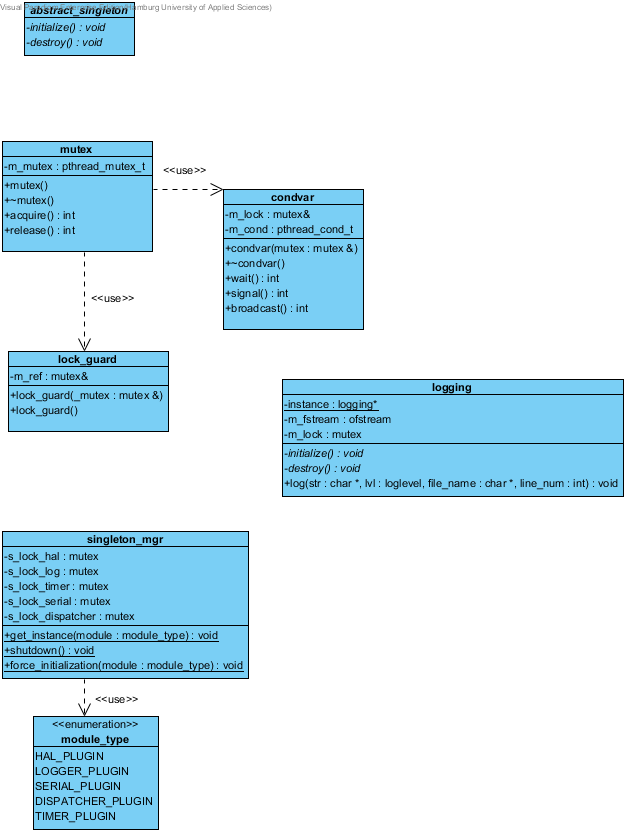 Hamburg University of Applied Sciences)
abstract_singleton
-initialize() : void
-destroy() : void
mutex
-m_mutex : pthread_mutex_t
+mutex()
+~mutex()
+acquire() : int
+release() : int
<<use>>
condvar
-m_lock : mutex&
-m_cond : pthread_cond_t
+condvar(mutex : mutex &)
+~condvar()
+wait() : int
+signal() : int
+broadcast() : int
<<use>>
lock_guard
-m_ref : mutex&
+lock_guard(_mutex : mutex &)
+lock_guard()
logging
-instance : logging*
-m_fstream : ofstream
-m_lock : mutex
-initialize() : void
-destroy() : void
+log(str : char *, lvl : loglevel, file_name : char *, line_num : int) : void
singleton_mgr
-s_lock_hal : mutex
-s_lock_log : mutex
-s_lock_timer : mutex
-s_lock_serial : mutex
-s_lock_dispatcher : mutex
+get_instance(module : module_type) : void
+shutdown() : void
+force_initialization(module : module_type) : void
<<use>>
<<enumeration>>
module_type
HAL_PLUGIN
LOGGER_PLUGIN
SERIAL_PLUGIN
DISPATCHER_PLUGIN
TIMER_PLUGIN